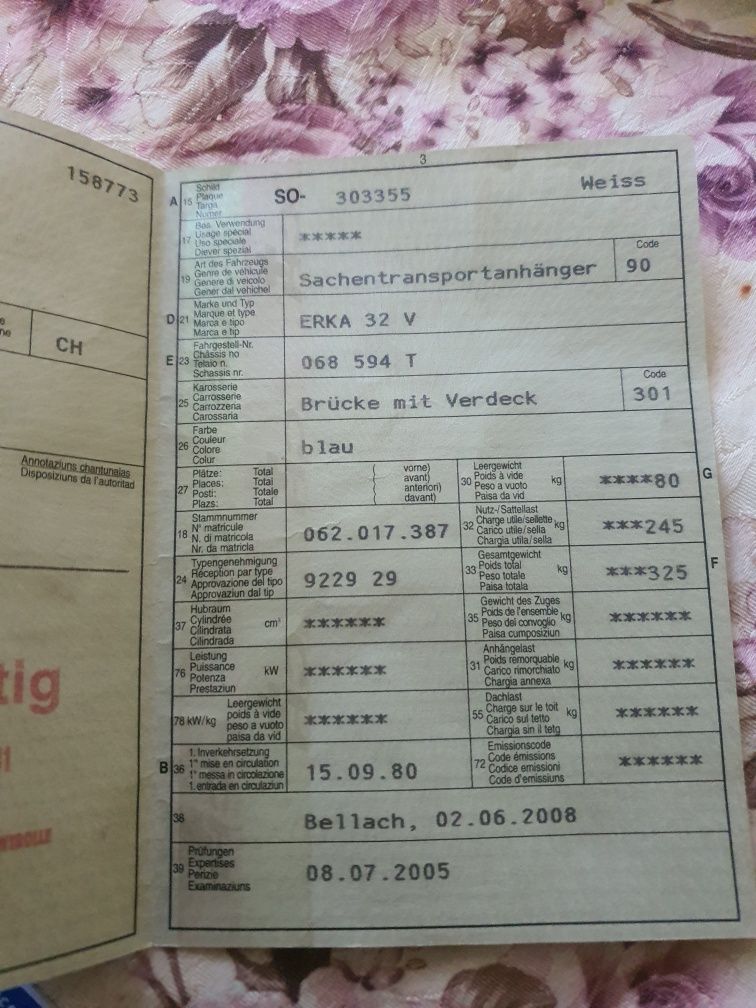 158773
CH
Annotaziuns chantunalas
Disposiziuns da l'autoritad
tig
3
A 15 Schild
Plaque
Targa
Numer
SO- 303355 Weiss
17 Bes. Verwendung
Usage spécial
Uso speciale
Diever spezial
*****
19 Art des Fahrzeugs
Genre de véhicule
Genere di veicolo
Gener dal vehichel
Sachentransportanhänger
Code
90
D 21 Marke und Typ
Marque et type
Marca e tipo
Marca e tip
ERKA 32 V
E 23 Fahrgestell-Nr.
Châssis no
Telaio n.
Schassis nr.
068 594 T
25 Karosserie
Carrosserie
Carrozzeria
Carossaria
Brücke mit Verdeck
Code
301
26 Farbe
Couleur
Colore
Colur
blau
27 Plätze: Total
Places: Total
Posti: Totale
Plazs: Total
( vorne)
avant)
anteriori)
davant)
30 Leergewicht
Poids à vide
Peso a vuoto
Paisa da vid
kg
****80
G
18 Stammnummer
N° matricule
N. di matricola
Nr. da matricla
062.017.387
32 Nutz-/Sattellast
Charge utile/sellette
Carico utile/sella
Chargia utila/sella
kg
***245
24 Typengenehmigung
Réception par type
Approvazione del tipo
Approvaziun dal tip
9229 29
33 Gesamtgewicht
Poids total
Peso totale
Paisa totala
kg
***325
F
37 Hubraum
Cylindrée
Cilindrata
Cilindrada
cm³
******
35 Gewicht des Zuges
Poids de l'ensemble
Peso del convoglio
Paisa cumposiziun
kg
******
76 Leistung
Puissance
Potenza
Prestaziun
kW
******
31 Anhängelast
Poids remorquable
Carico rimorchiato
Chargia annexa
kg
******
78 kW/kg Leergewicht
poids à vide
peso a vuoto
paisa da vid
******
55 Dachlast
Charge sur le toit
Carico sul tetto
Chargia sin il tetg
kg
******
B 36 1. Inverkehrsetzung
1re mise en circulation
1a messa in circolazione
1. entrada en circulaziun
15.09.80
72 Emissionscode
Code émissions
Codice emissioni
Code d'emissiuns
******
38
Bellach, 02.06.2008
39 Prüfungen
Expertises
Perizie
Examinaziuns
08.07.2005